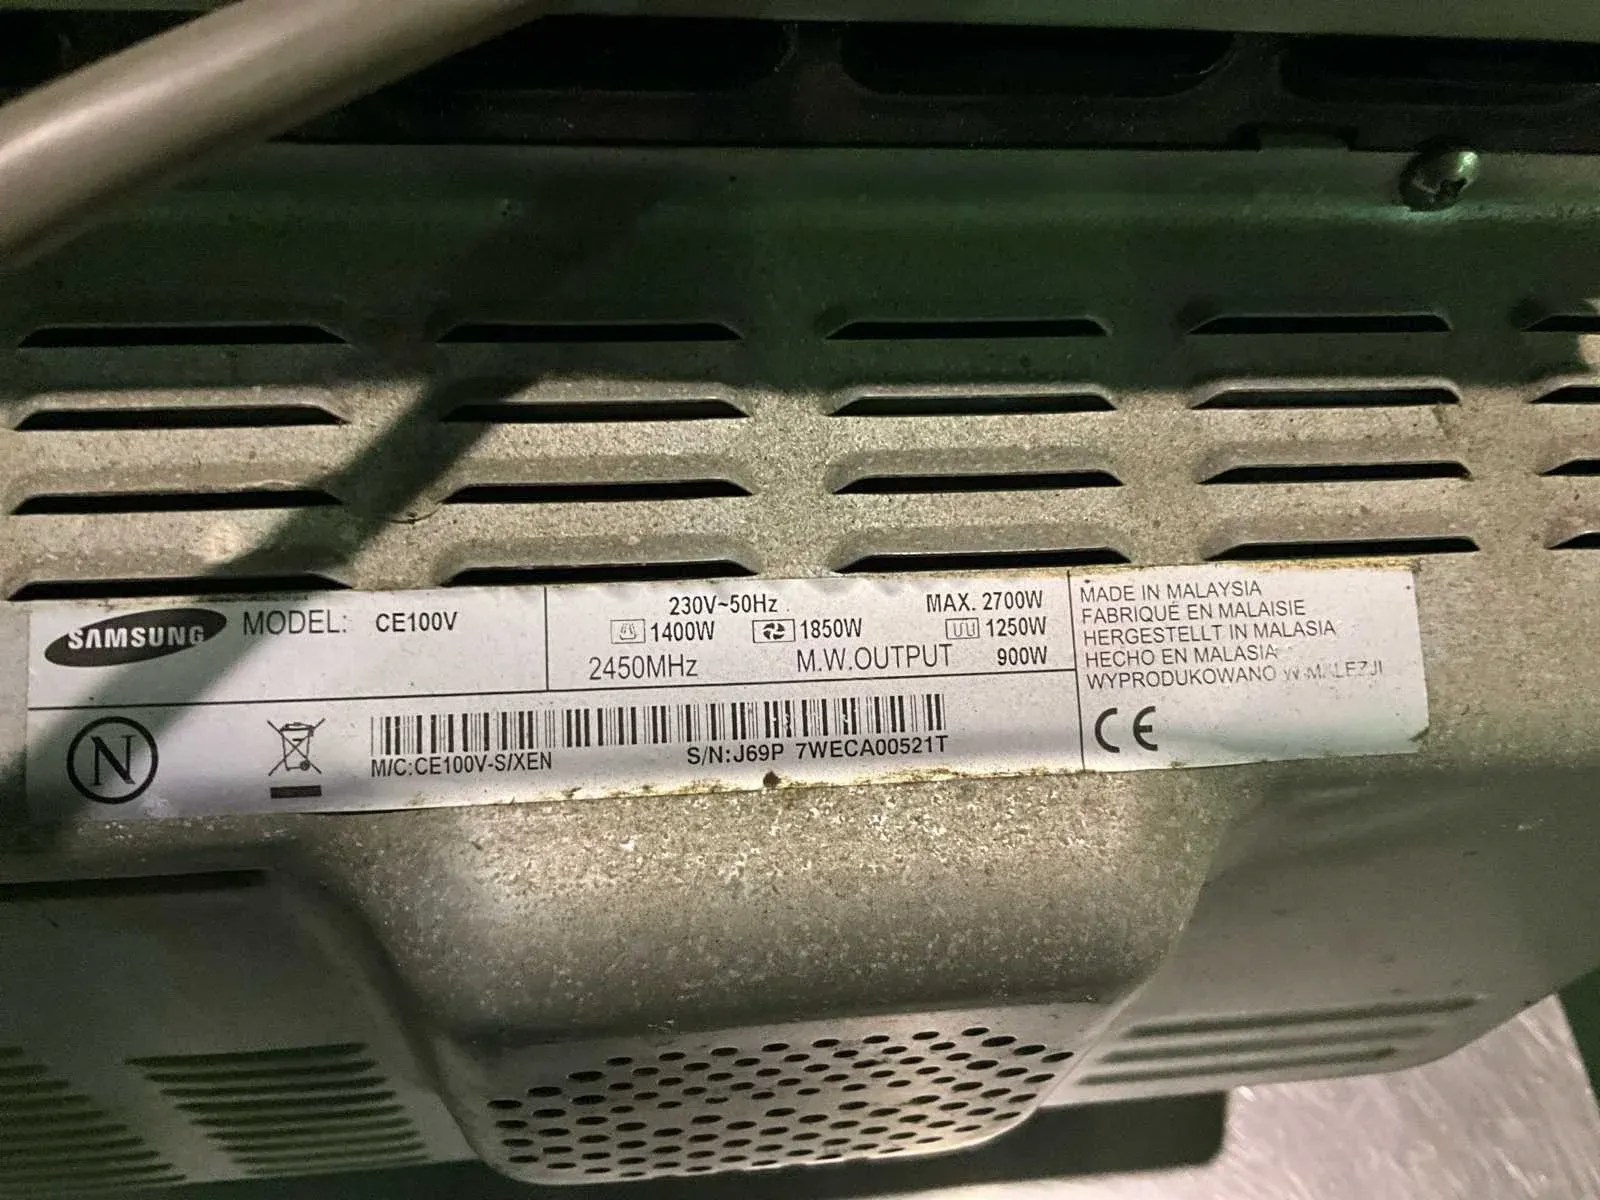 SAMSUNG MODEL: CE100V
230V~50Hz MAX. 2700W
1400W 1850W 1250W
2450MHz M.W.OUTPUT 900W
MADE IN MALAYSIA
FABRIQUÉ EN MALAISIE
HERGESTELLT IN MALASIA
HECHO EN MALASIA
WYPRODUKOWANO W MALEZJI
N
M/C:CE100V-S/XEN
S/N:J69P 7WECA00521T
CE